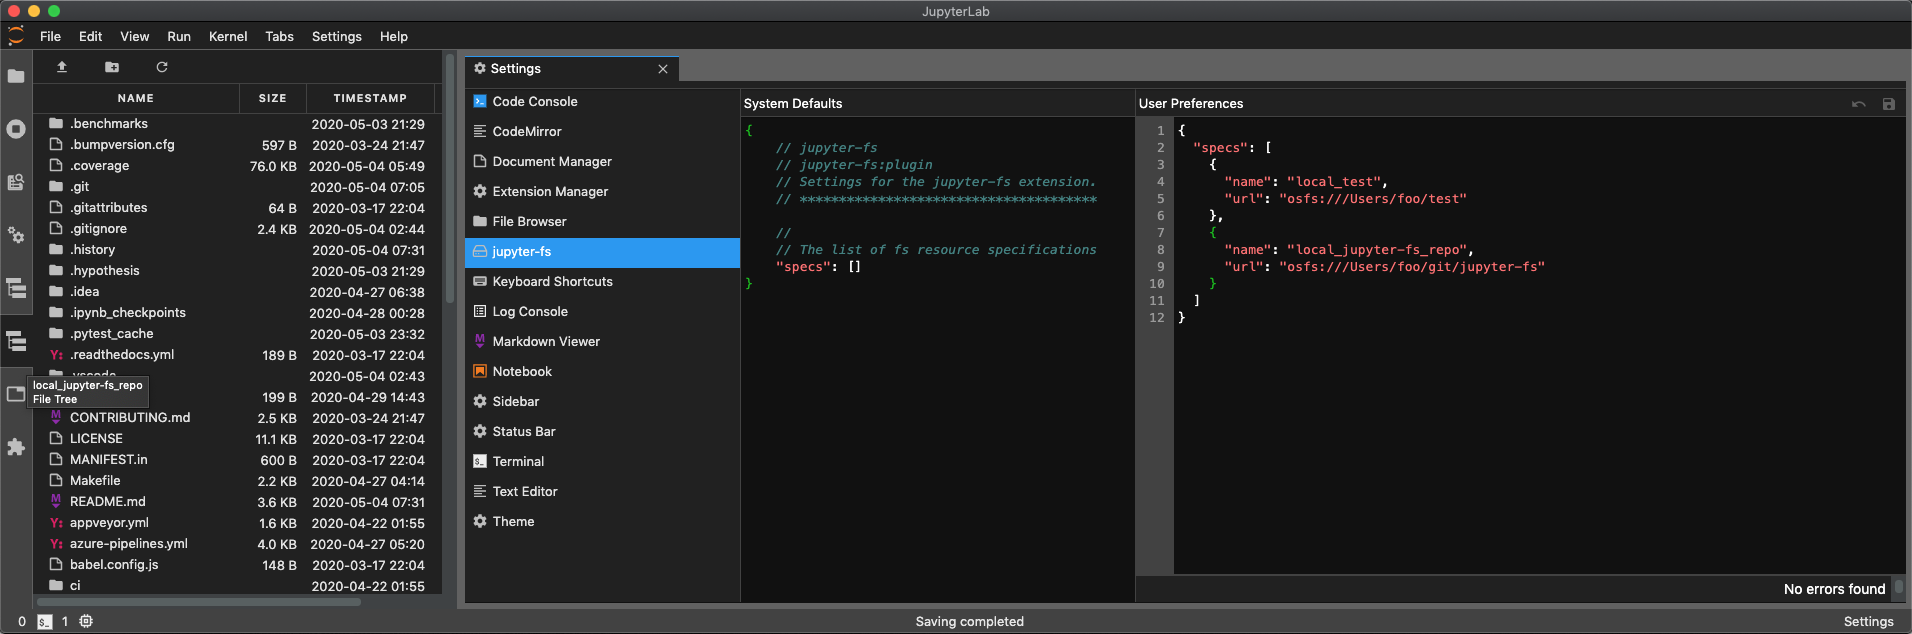 JupyterLab
File Edit View Run Kernel Tabs Settings Help
NAME SIZE TIMESTAMP
.benchmarks 2020-05-03 21:29
.bumpversion.cfg 597 B 2020-03-24 21:47
.coverage 76.0 KB 2020-05-04 05:49
.git 2020-05-04 07:05
.gitattributes 64 B 2020-03-17 22:04
.gitignore 2.4 KB 2020-05-04 02:44
.history 2020-05-04 07:31
.hypothesis 2020-05-03 21:29
.idea 2020-04-27 06:38
.ipynb_checkpoints 2020-04-28 00:28
.pytest_cache 2020-05-03 23:32
Y: .readthedocs.yml 189 B 2020-03-17 22:04
.vscode 2020-05-04 02:43
local_jupyter-fs_repo
File Tree
199 B 2020-04-29 14:43
M CONTRIBUTING.md 2.5 KB 2020-03-24 21:47
LICENSE 11.1 KB 2020-03-17 22:04
MANIFEST.in 600 B 2020-03-17 22:04
Makefile 2.2 KB 2020-04-27 04:14
M README.md 3.6 KB 2020-05-04 07:31
Y: appveyor.yml 1.6 KB 2020-04-22 01:55
Y: azure-pipelines.yml 4.0 KB 2020-04-27 05:20
babel.config.js 148 B 2020-03-17 22:04
ci 2020-04-22 01:55
Settings
Code Console
CodeMirror
Document Manager
Extension Manager
File Browser
jupyter-fs
Keyboard Shortcuts
Log Console
M Markdown Viewer
Notebook
Sidebar
Status Bar
$_ Terminal
Text Editor
Theme
System Defaults
{
// jupyter-fs
// jupyter-fs:plugin
// Settings for the jupyter-fs extension.
// **************************************
//
// The list of fs resource specifications
"specs": []
}
User Preferences
1 {
2 "specs": [
3 {
4 "name": "local_test",
5 "url": "osfs:///Users/foo/test"
6 },
7 {
8 "name": "local_jupyter-fs_repo",
9 "url": "osfs:///Users/foo/git/jupyter-fs"
10 }
11 ]
12 }
No errors found
0 $_ 1 Saving completed Settings